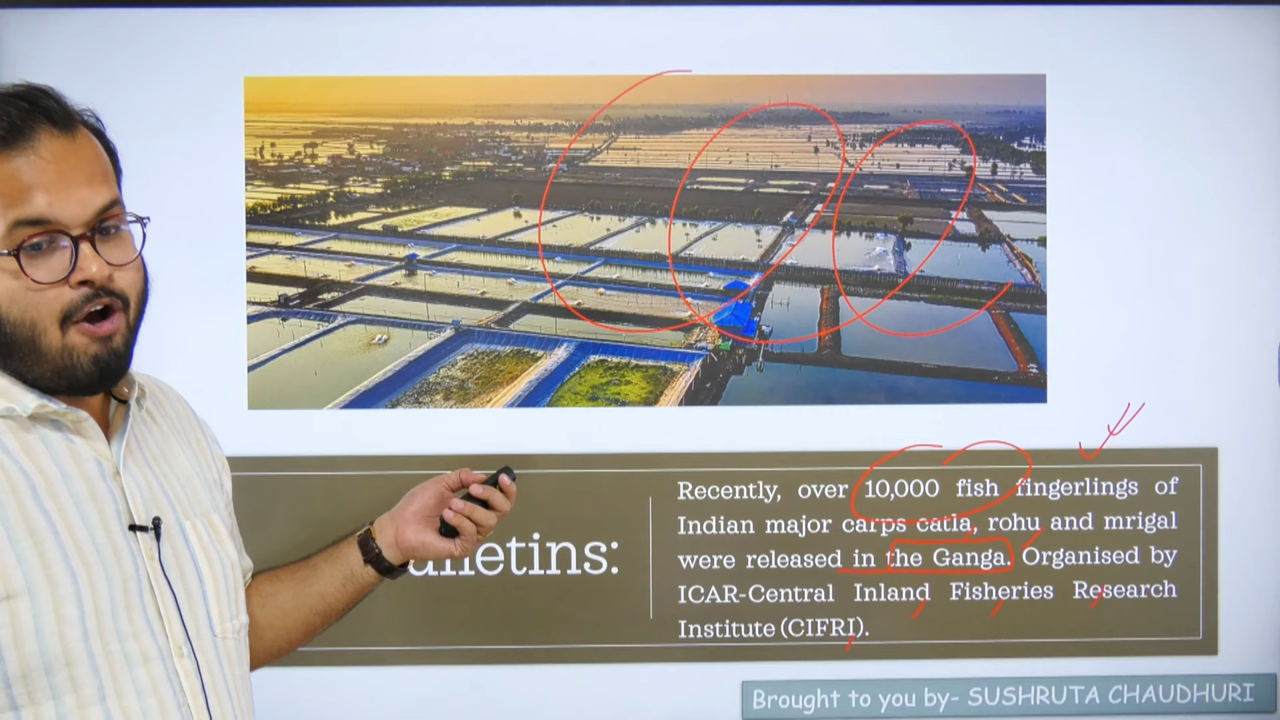 Recently, over 10,000 fish fingerlings of
Indian major carps catla, rohu and mrigal
were released in the Ganga. Organised by
ICAR-Central Inland Fisheries Research
Institute (CIFRI).
Brought to you by- SUSHRUTA CHAUDHURI